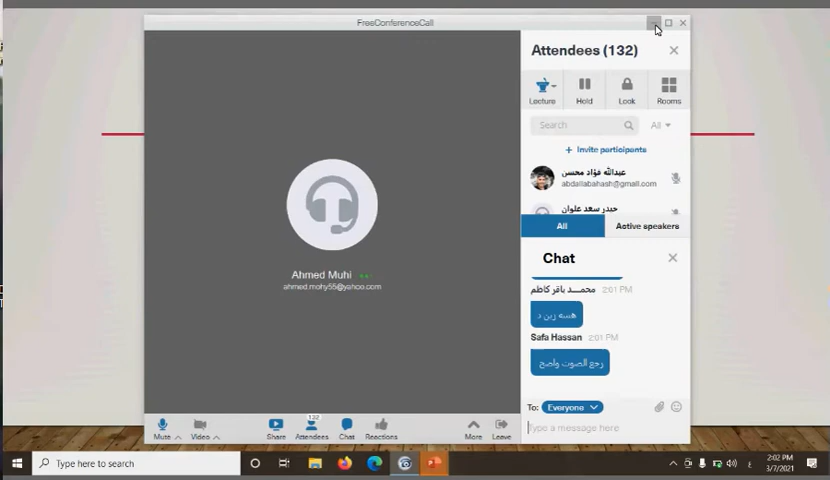 FreeConferenceCall
Attendees (132)
Lecture
Hold
Lock
Rooms
Search
All
+ Invite participants
عبدالله فؤاد محسن
abdallabahash@gmail.com
حيدر سعد علوان
All
Active speakers
Chat
محمـــد باقر كاظم 2:01 PM
هسه زين د
Safa Hassan 2:01 PM
رجع الصوت واضح
Ahmed Muhi
ahmed.mohy55@yahoo.com
To: Everyone
Type a message here
Mute
Video
Share
132
Attendees
Chat
Reactions
More
Leave
Type here to search
ع
2:02 PM
3/7/2021